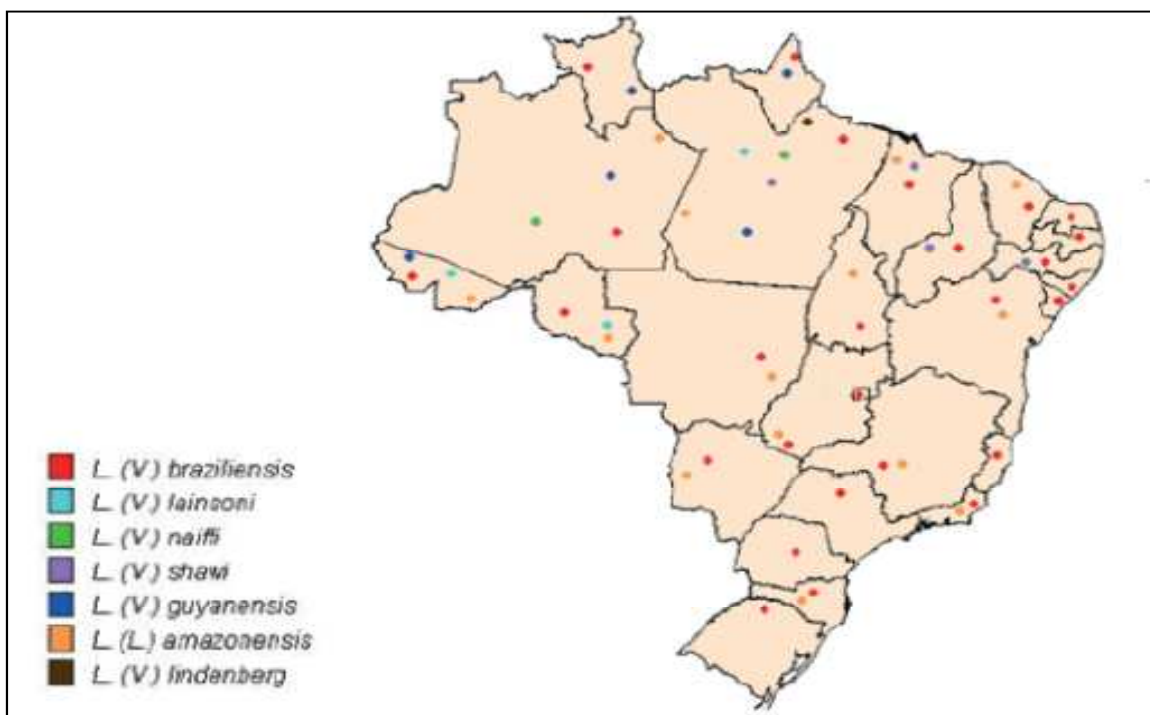 L. (V.) braziliensis
L. (V.) lainsoni
L. (V.) naiffi
L. (V.) shawi
L. (V.) guyanensis
L. (L.) amazonensis
L. (V.) lindenberg